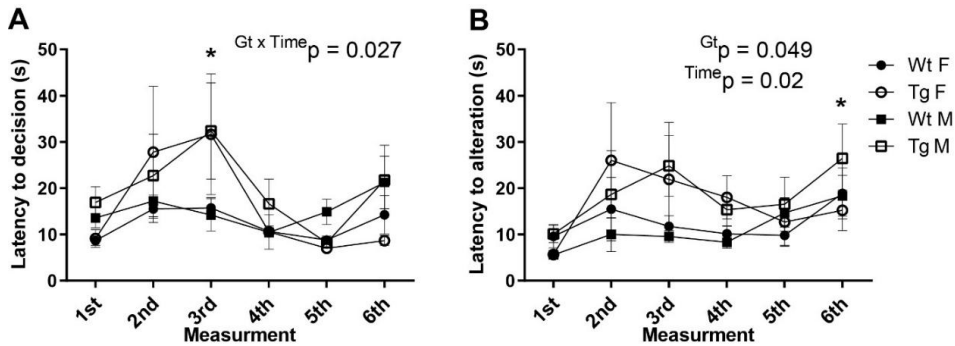 A
Latency to decision (s)
50
40
30
20
10
0
*
Gt x Time p = 0.027
1st
2nd
3rd
4th
5th
6th
Measurment
B
Latency to alteration (s)
50
40
30
20
10
0
Gt p = 0.049
Time p = 0.02
*
1st
2nd
3rd
4th
5th
6th
Measurment
Wt F
Tg F
Wt M
Tg M